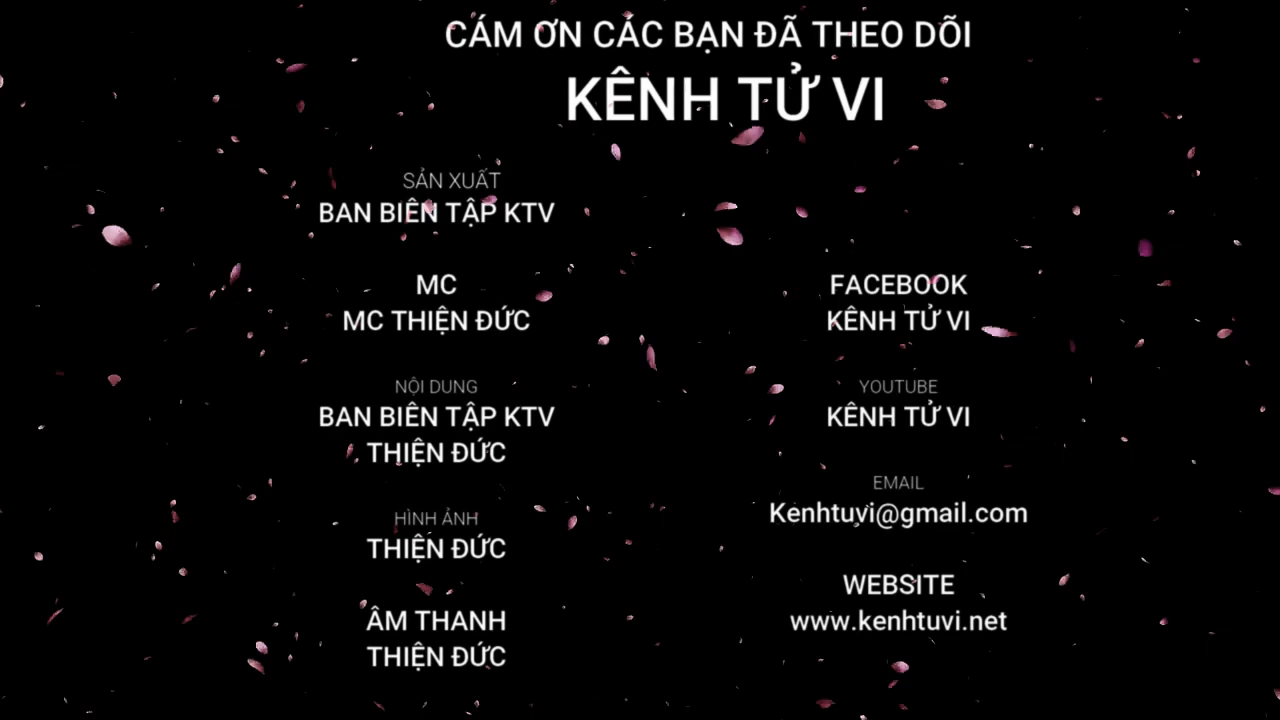 CÁM ƠN CÁC BẠN ĐÃ THEO DÕI
KÊNH TỬ VI
SẢN XUẤT
BAN BIÊN TẬP KTV
MC
MC THIỆN ĐỨC
NỘI DUNG
BAN BIÊN TẬP KTV
THIỆN ĐỨC
HÌNH ẢNH
THIỆN ĐỨC
ÂM THANH
THIỆN ĐỨC
FACEBOOK
KÊNH TỬ VI
YOUTUBE
KÊNH TỬ VI
EMAIL
Kenhtuvi@gmail.com
WEBSITE
www.kenhtuvi.net